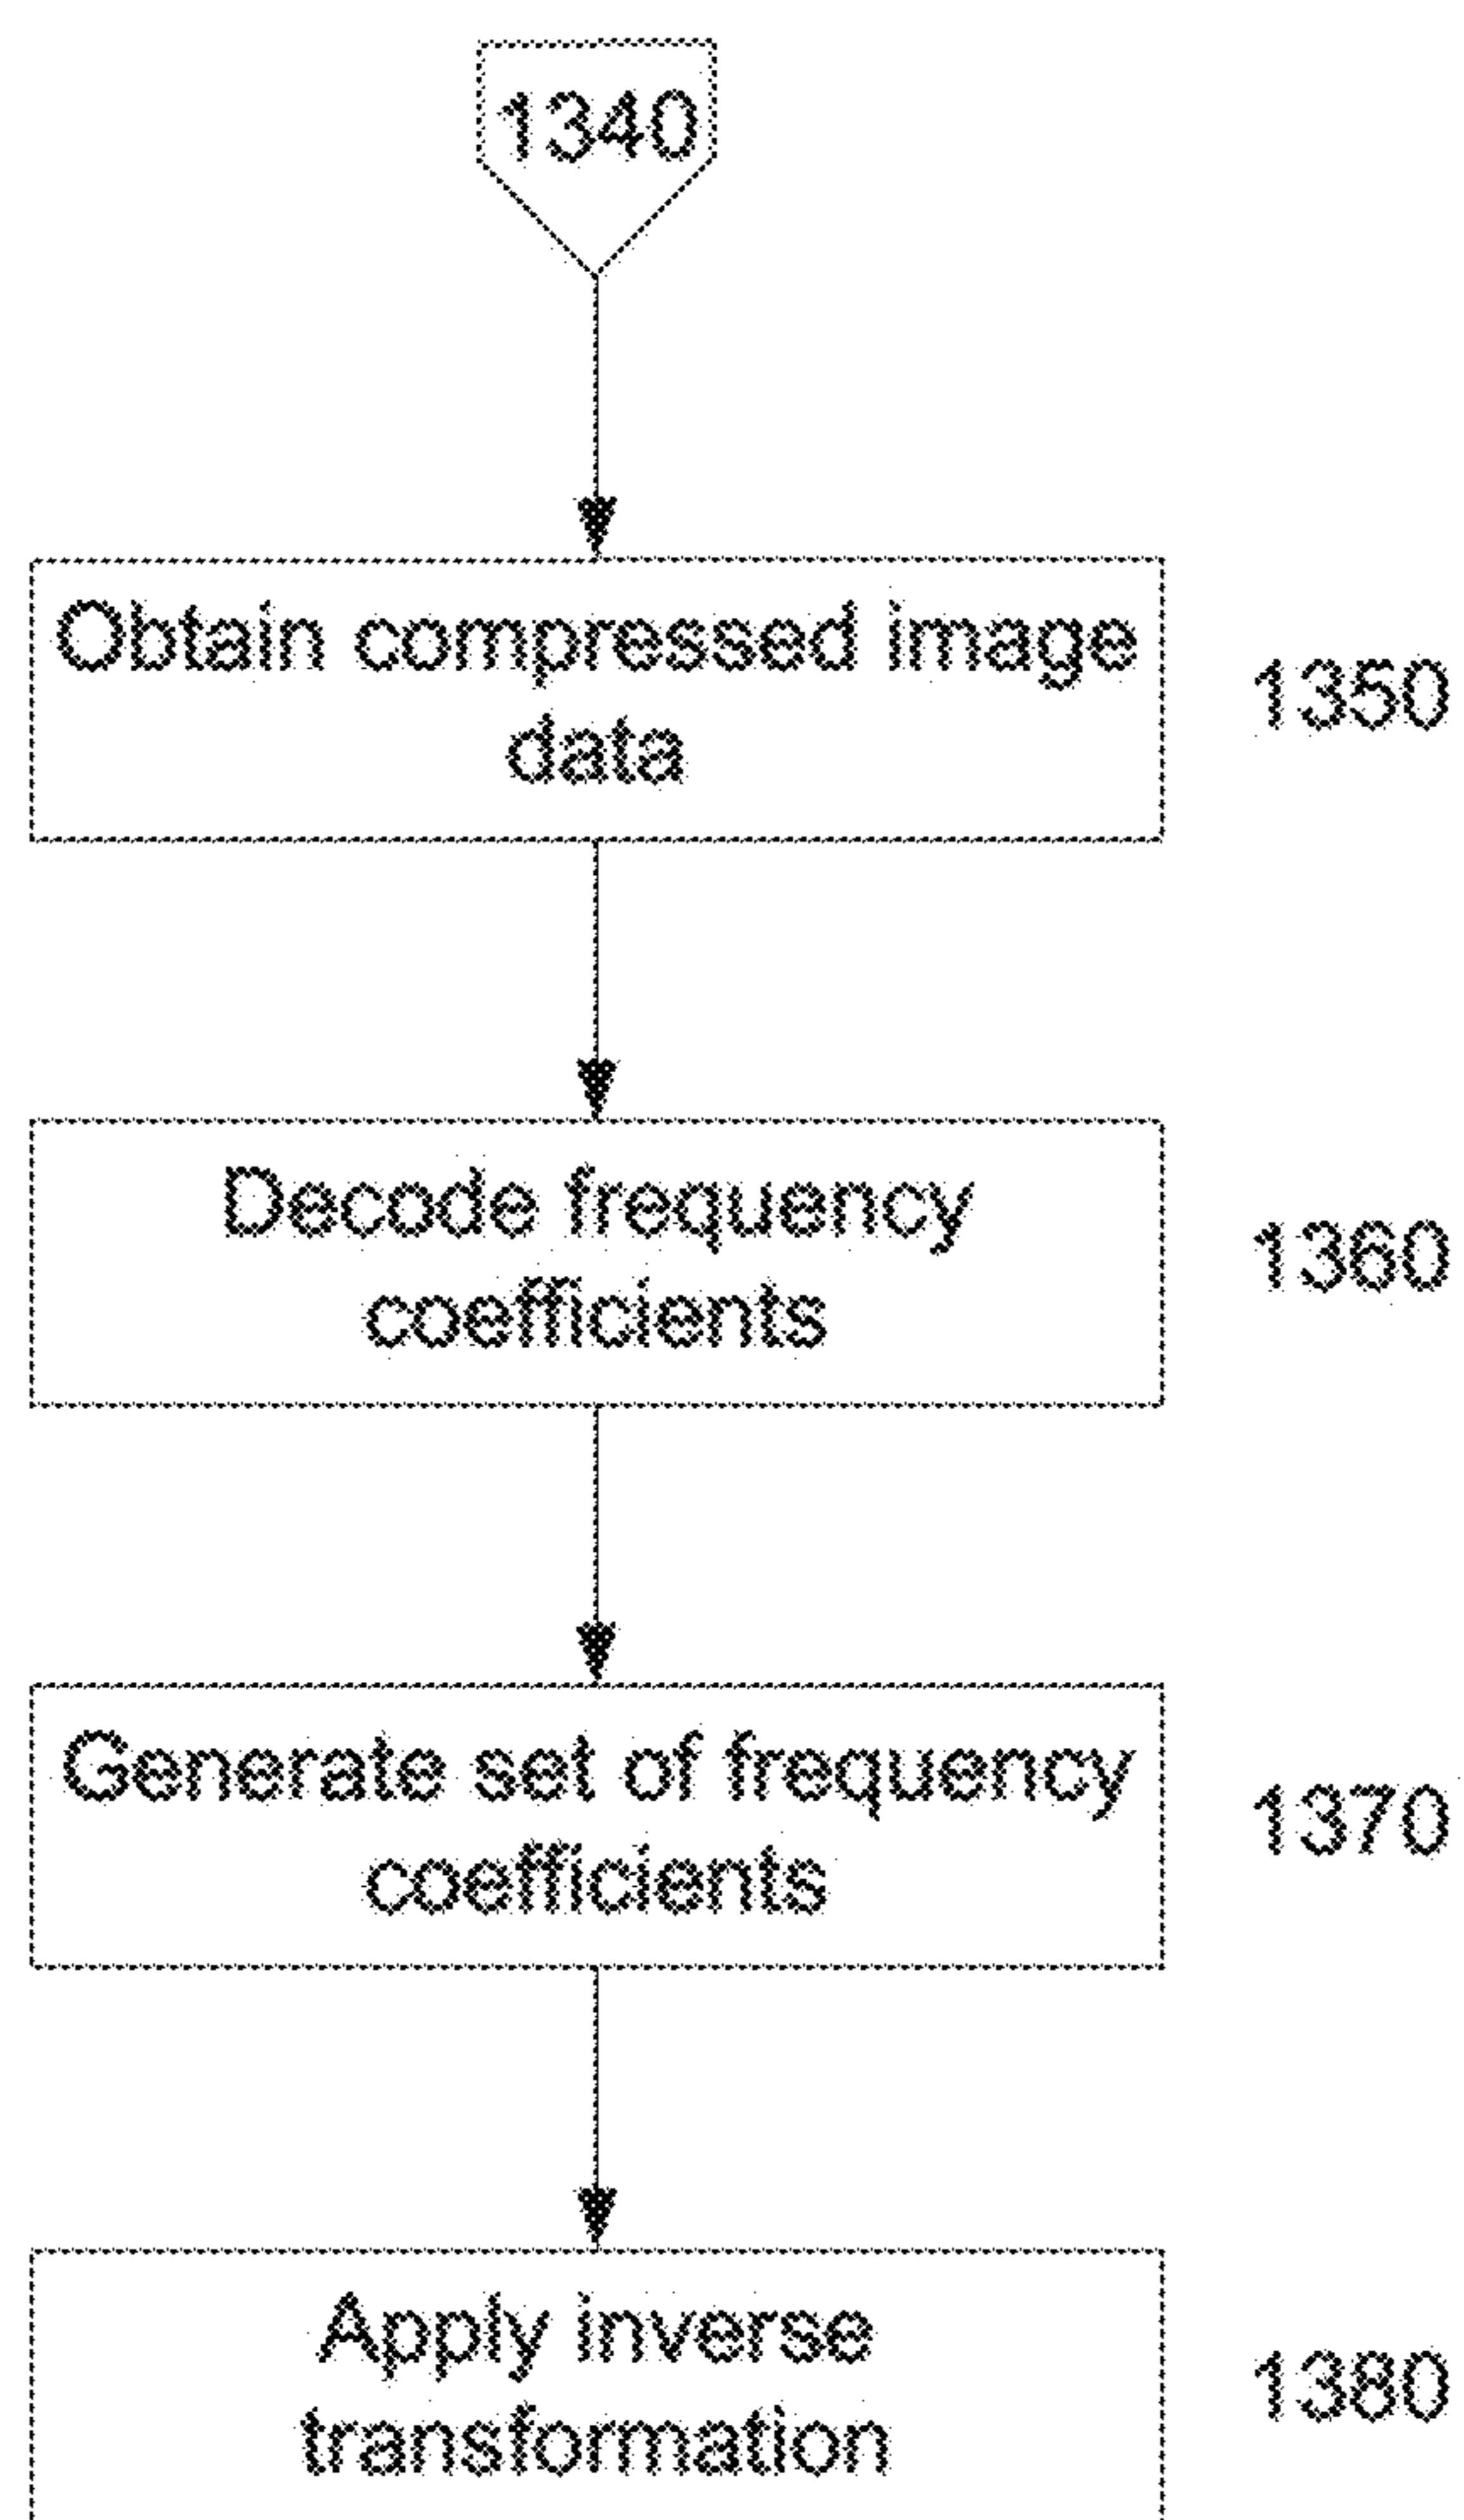 1340
Obtain compressed image
data
1350
Decode frequency
coefficients
1360
Generate set of frequency
coefficients
1370
Apply inverse
transformation
1380